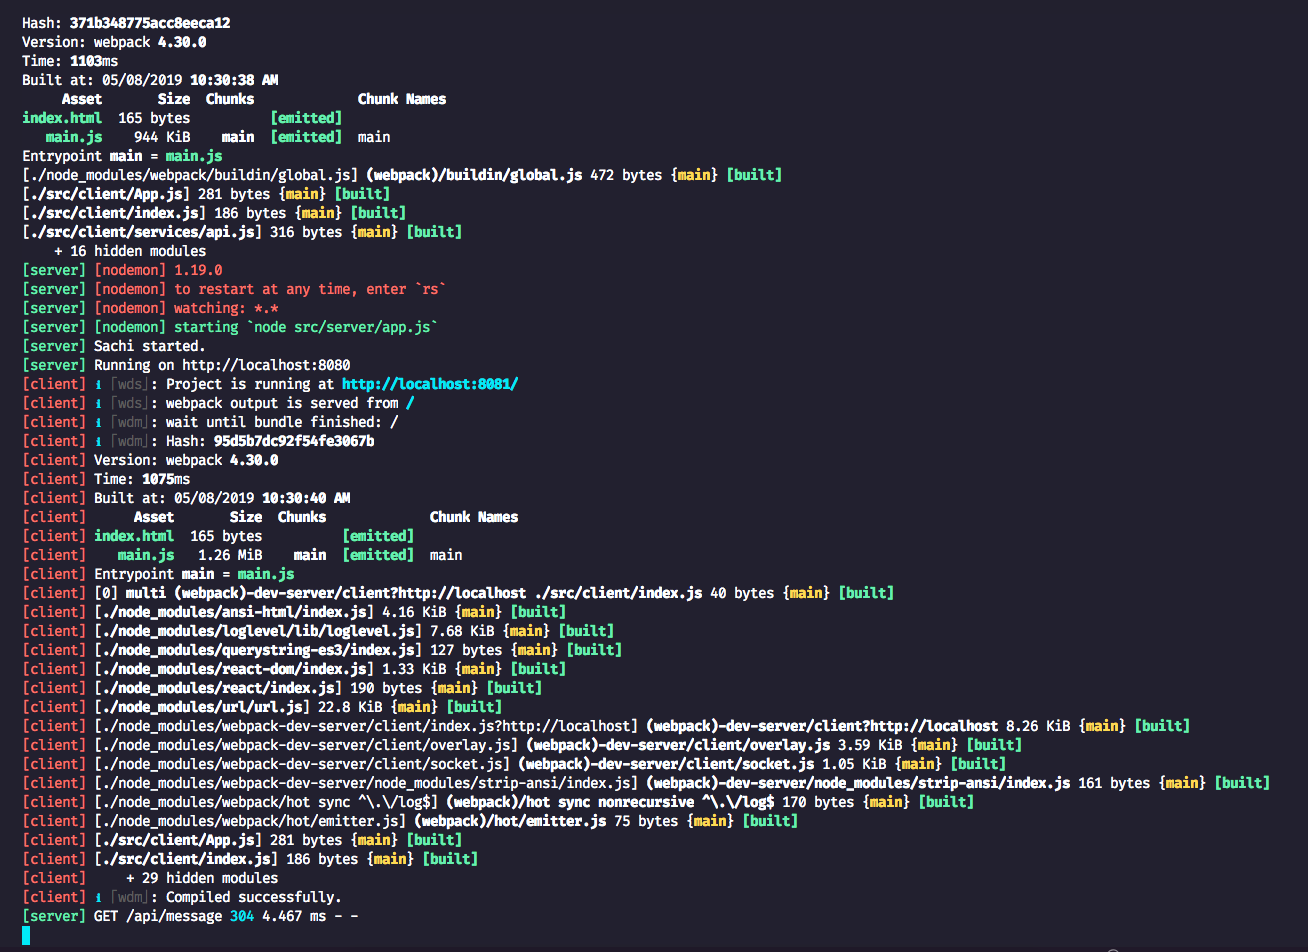 Hash: 371b348775acc8eeca12
Version: webpack 4.30.0
Time: 1103ms
Built at: 05/08/2019 10:30:38 AM
Asset Size Chunks Chunk Names
index.html 165 bytes [emitted]
main.js 944 KiB main [emitted] main
Entrypoint main = main.js
[./node_modules/webpack/buildin/global.js] (webpack)/buildin/global.js 472 bytes {main} [built]
[./src/client/App.js] 281 bytes {main} [built]
[./src/client/index.js] 186 bytes {main} [built]
[./src/client/services/api.js] 316 bytes {main} [built]
+ 16 hidden modules
[server] [nodemon] 1.19.0
[server] [nodemon] to restart at any time, enter `rs`
[server] [nodemon] watching: *.*
[server] [nodemon] starting `node src/server/app.js`
[server] Sachi started.
[server] Running on http://localhost:8080
[client] ℹ ｢wds｣: Project is running at http://localhost:8081/
[client] ℹ ｢wds｣: webpack output is served from /
[client] ℹ ｢wdm｣: wait until bundle finished: /
[client] ℹ ｢wdm｣: Hash: 95d5b7dc92f54fe3067b
[client] Version: webpack 4.30.0
[client] Time: 1075ms
[client] Built at: 05/08/2019 10:30:40 AM
[client] Asset Size Chunks Chunk Names
[client] index.html 165 bytes [emitted]
[client] main.js 1.26 MiB main [emitted] main
[client] Entrypoint main = main.js
[client] [0] multi (webpack)-dev-server/client?http://localhost ./src/client/index.js 40 bytes {main} [built]
[client] [./node_modules/ansi-html/index.js] 4.16 KiB {main} [built]
[client] [./node_modules/loglevel/lib/loglevel.js] 7.68 KiB {main} [built]
[client] [./node_modules/querystring-es3/index.js] 127 bytes {main} [built]
[client] [./node_modules/react-dom/index.js] 1.33 KiB {main} [built]
[client] [./node_modules/react/index.js] 190 bytes {main} [built]
[client] [./node_modules/url/url.js] 22.8 KiB {main} [built]
[client] [./node_modules/webpack-dev-server/client/index.js?http://localhost] (webpack)-dev-server/client?http://localhost 8.26 KiB {main} [built]
[client] [./node_modules/webpack-dev-server/client/overlay.js] (webpack)-dev-server/client/overlay.js 3.59 KiB {main} [built]
[client] [./node_modules/webpack-dev-server/client/socket.js] (webpack)-dev-server/client/socket.js 1.05 KiB {main} [built]
[client] [./node_modules/webpack-dev-server/node_modules/strip-ansi/index.js] (webpack)-dev-server/node_modules/strip-ansi/index.js 161 bytes {main} [built]
[client] [./node_modules/webpack/hot sync ^\.\/log$] (webpack)/hot sync nonrecursive ^\.\/log$ 170 bytes {main} [built]
[client] [./node_modules/webpack/hot/emitter.js] (webpack)/hot/emitter.js 75 bytes {main} [built]
[client] [./src/client/App.js] 281 bytes {main} [built]
[client] [./src/client/index.js] 186 bytes {main} [built]
[client] + 29 hidden modules
[client] ℹ ｢wdm｣: Compiled successfully.
[server] GET /api/message 304 4.467 ms - -